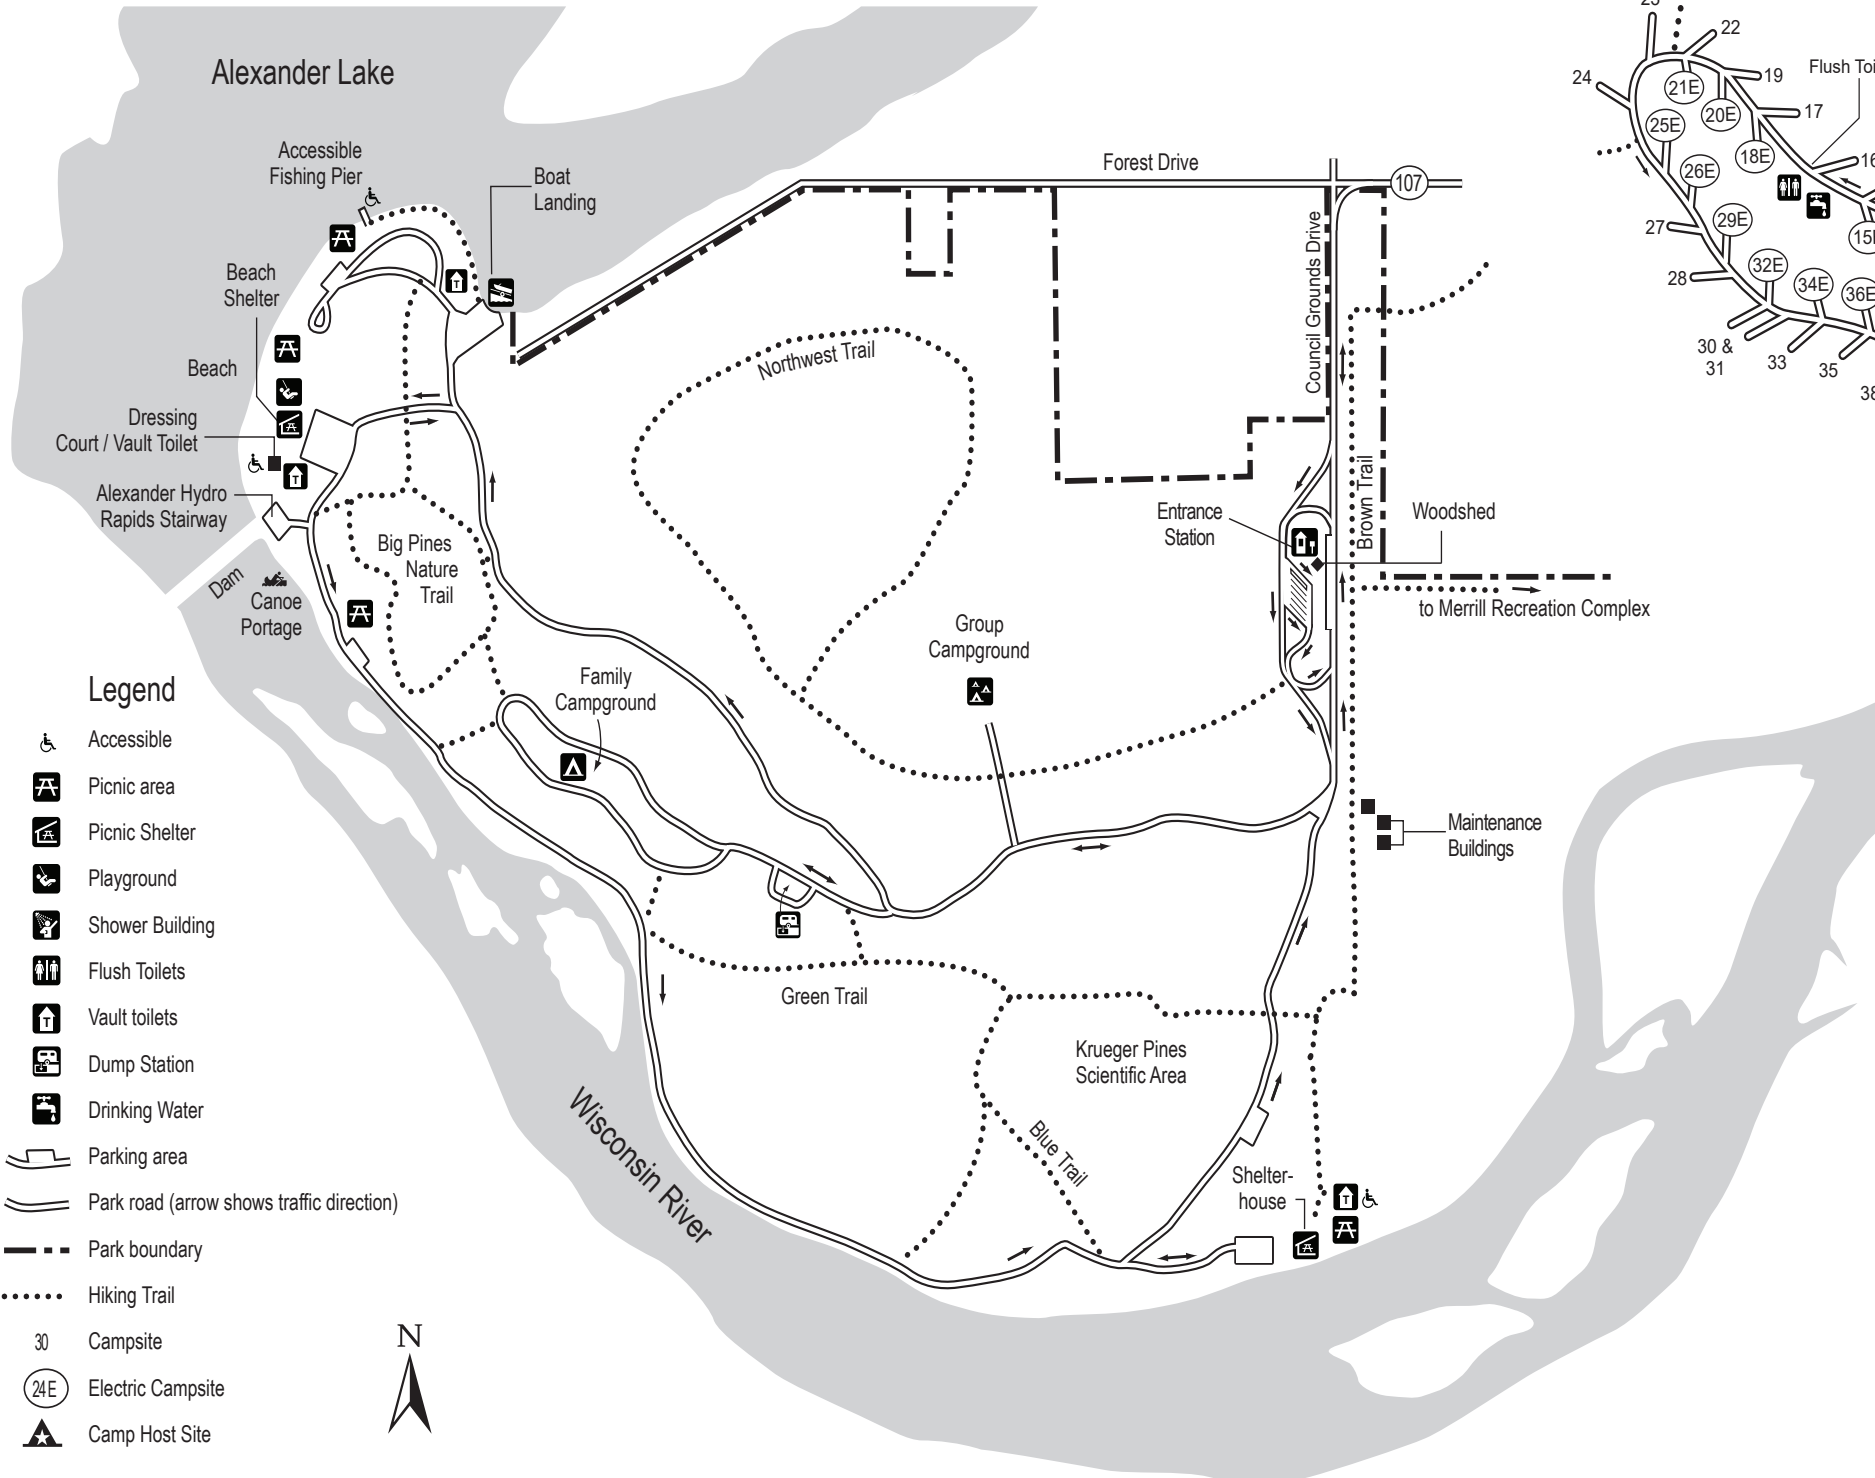 Alexander Lake
Accessible
Fishing Pier
Boat
Landing
Beach
Shelter
Beach
Dressing
Court / Vault Toilet
Alexander Hydro
Rapids Stairway
Dam
Canoe
Portage
Big Pines
Nature
Trail
Family
Campground
Northwest Trail
Forest Drive
107
Council Grounds Drive
Brown Trail
Entrance
Station
Woodshed
to Merrill Recreation Complex
Group
Campground
Maintenance
Buildings
Green Trail
Krueger Pines
Scientific Area
Blue Trail
Shelter-
house
Wisconsin River
22
24
21E
19
20E
17
25E
18E
26E
27
29E
28
32E
34E
30 &
31
33
35
Flush
Legend
Accessible
Picnic area
Picnic Shelter
Playground
Shower Building
Flush Toilets
T
Vault toilets
Dump Station
Drinking Water
Parking area
Park road (arrow shows traffic direction)
Park boundary
Hiking Trail
30
Campsite
24E
Electric Campsite
Camp Host Site
N